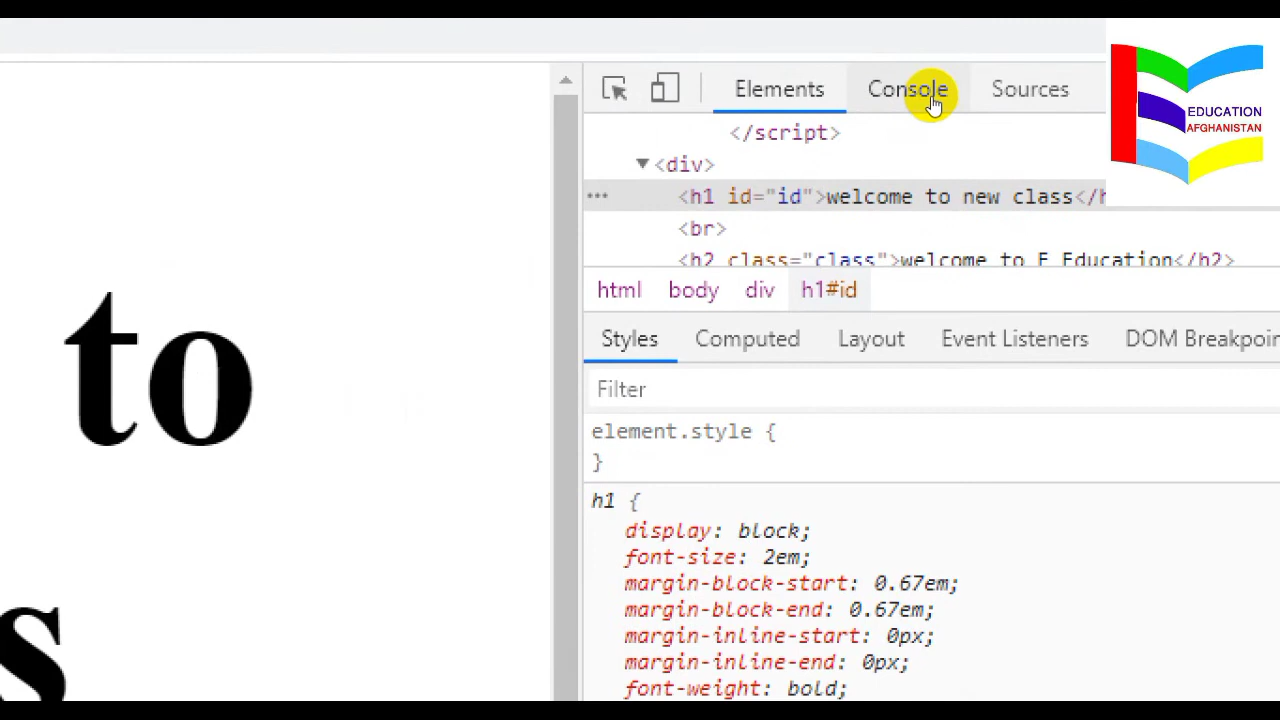 Elements Console Sources
EDUCATION
AFGHANISTAN
</script>
<div>
<h1 id="id">welcome to new class</h
<br>
<h2 class="class">welcome to E Education</h2>
html body div h1#id
Styles Computed Layout Event Listeners DOM Breakpoin
Filter
element.style {
}
h1 {
display: block;
font-size: 2em;
margin-block-start: 0.67em;
margin-block-end: 0.67em;
margin-inline-start: 0px;
margin-inline-end: 0px;
font-weight: bold;
to
s